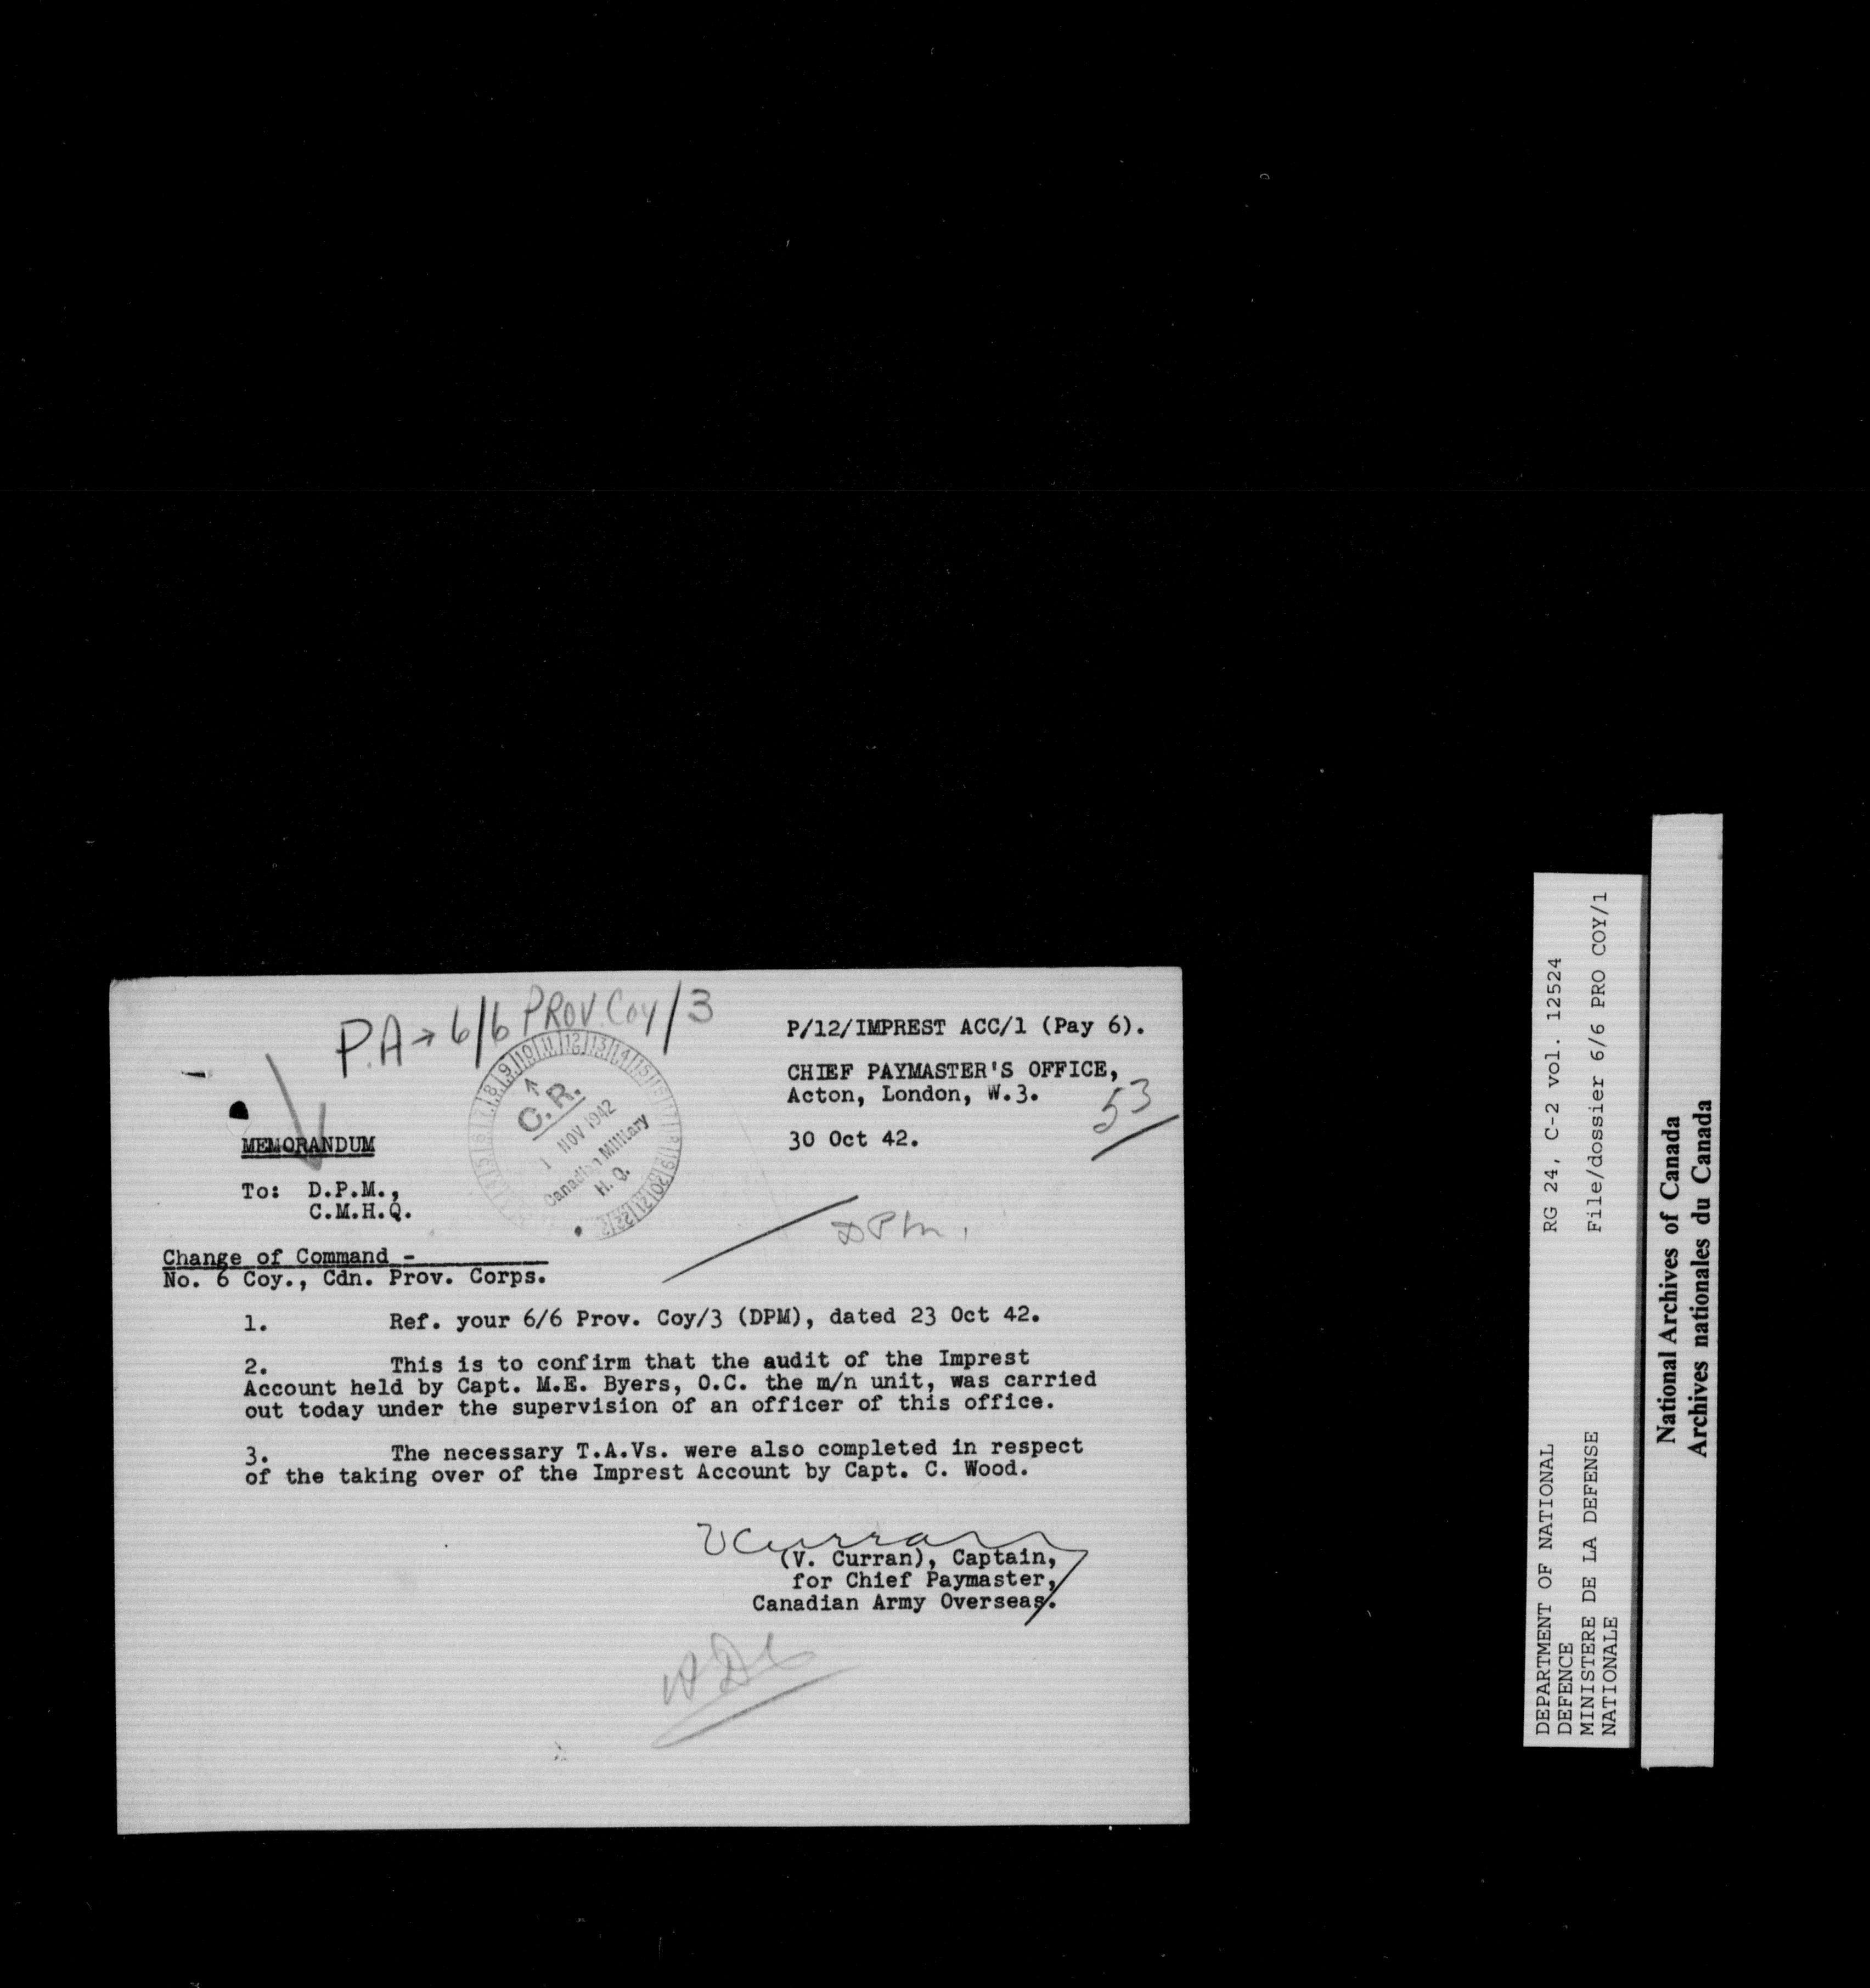 P.A → 6/6 PROV. Coy/3
P/12/IMPREST ACC/1 (Pay 6).
CHIEF PAYMASTER'S OFFICE,
Acton, London, W.3.
53
30 Oct 42.
C.R.
1 NOV 1942
Canadian Military
H. Q.
MEMORANDUM
To: D.P.M.,
C.M.H.Q.
DPM.
Change of Command -
No. 6 Coy., Cdn. Prov. Corps.
1. Ref. your 6/6 Prov. Coy/3 (DPM), dated 23 Oct 42.
2. This is to confirm that the audit of the Imprest
Account held by Capt. M.E. Byers, O.C. the m/n unit, was carried
out today under the supervision of an officer of this office.
3. The necessary T.A.Vs. were also completed in respect
of the taking over of the Imprest Account by Capt. C. Wood.
VCurran
(V. Curran), Captain,
for Chief Paymaster,
Canadian Army Overseas.
DEPARTMENT OF NATIONAL
DEFENCE
MINISTERE DE LA DEFENSE
NATIONALE
RG 24, C-2 vol. 12524
File/dossier 6/6 PRO COY/1
National Archives of Canada
Archives nationales du Canada